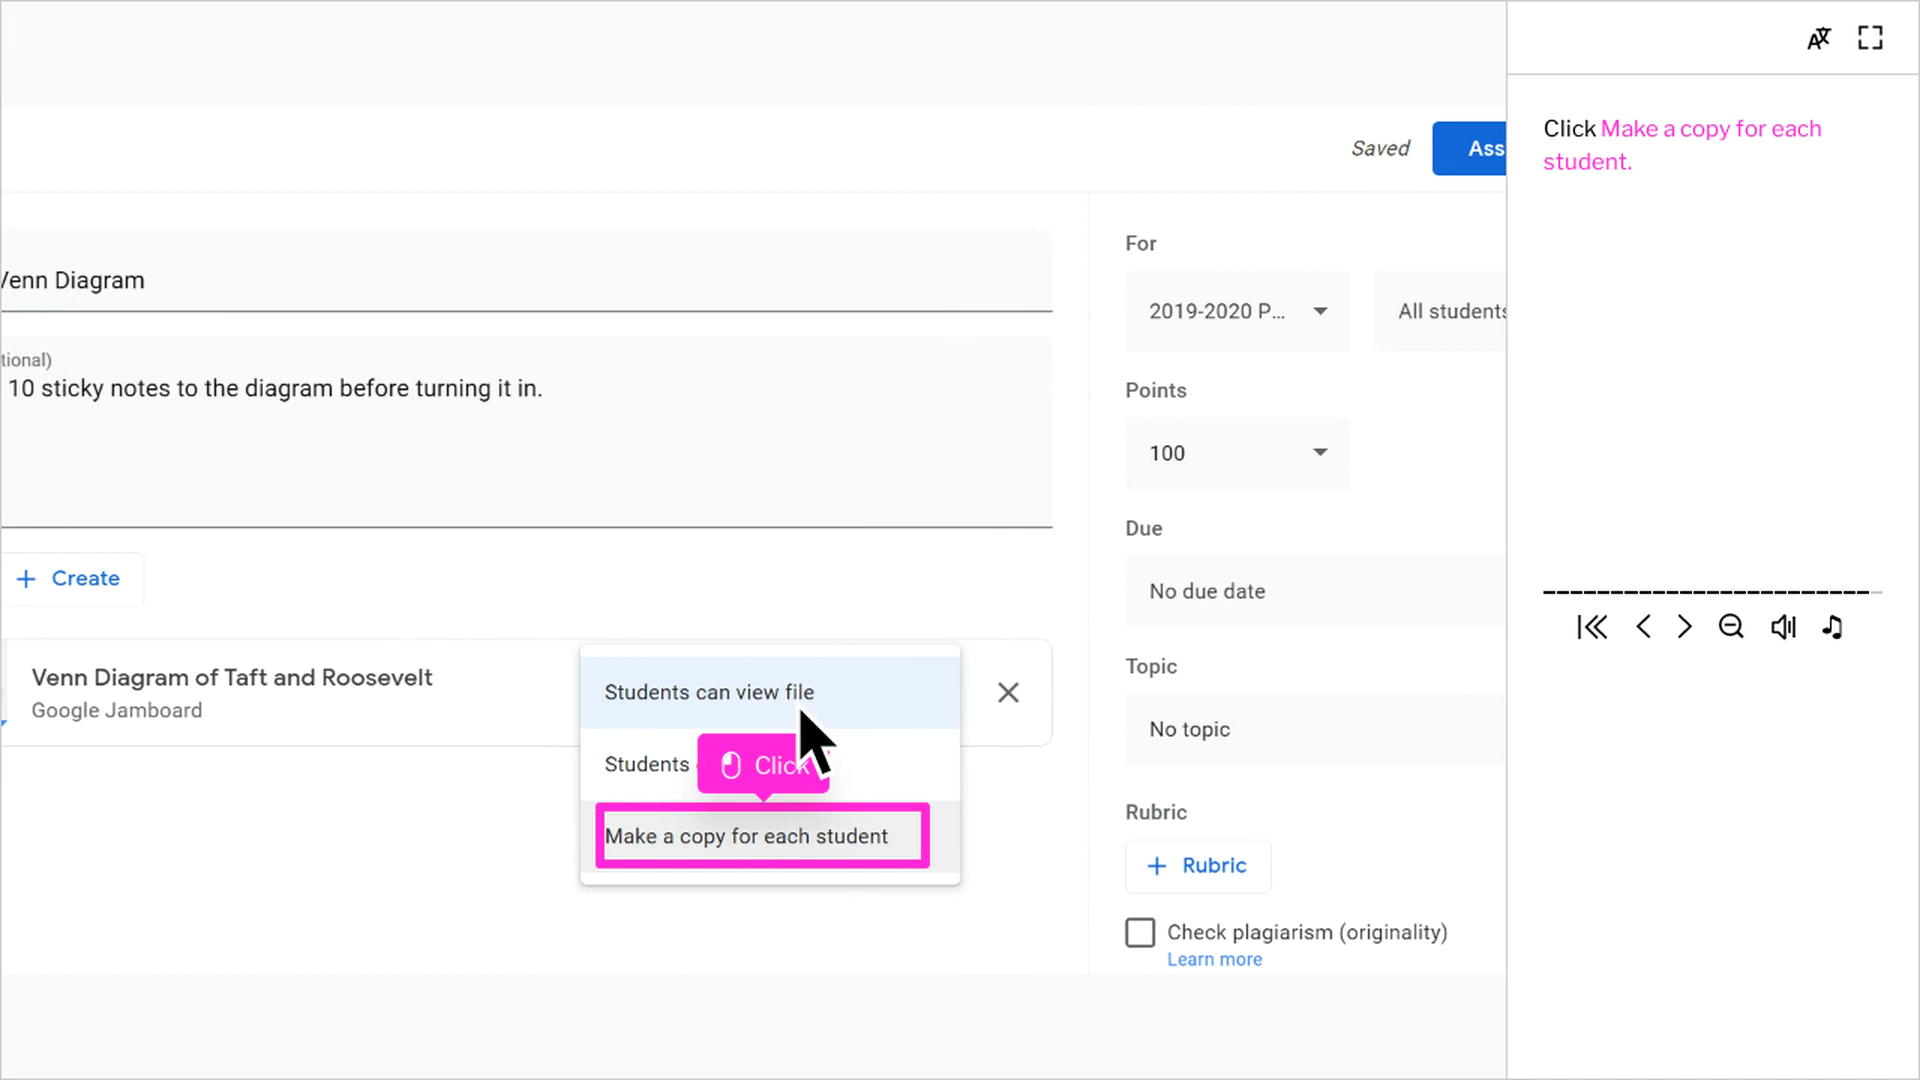 Saved
Ass
Click Make a copy for each
student.
Venn Diagram
tional)
10 sticky notes to the diagram before turning it in.
Create
Venn Diagram of Taft and Roosevelt
Google Jamboard
Students can view file
Students
Click
Make a copy for each student
For
2019-2020 P...
All students
Points
100
Due
No due date
Topic
No topic
Rubric
Rubric
Check plagiarism (originality)
Learn more